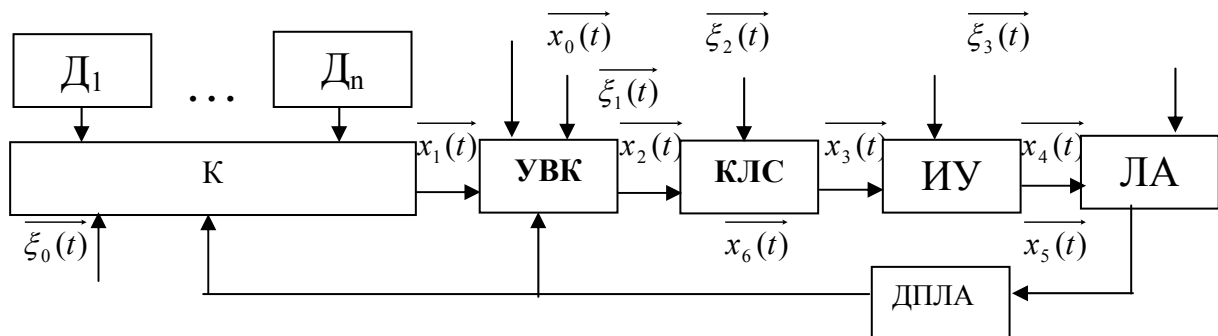 x₀(t) ξ₂(t) ξ₃(t)
Д₁ … Дₙ
ξ₁(t)
x₁(t) x₂(t) x₃(t) x₄(t)
К УВК КЛС ИУ ЛА
ξ₀(t) x₆(t) x₅(t)
ДПЛА